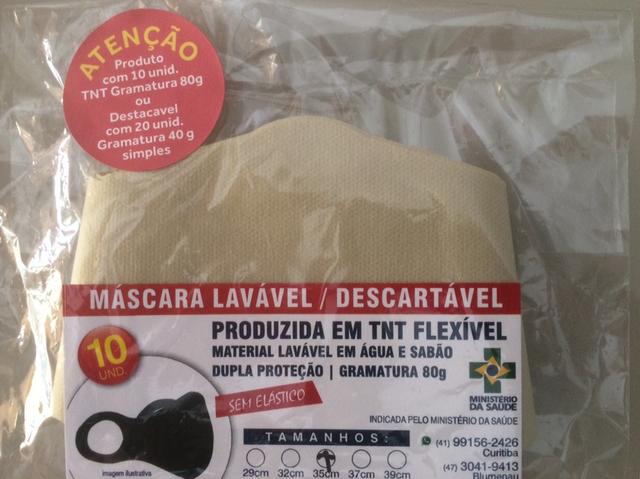 ATENÇÃO
Produto
com 10 unid.
TNT Gramatura 80g
ou
Destacavel
com 20 unid.
Gramatura 40 g
simples
MÁSCARA LAVÁVEL / DESCARTÁVEL
10
UND.
PRODUZIDA EM TNT FLEXÍVEL
MATERIAL LAVÁVEL EM ÁGUA E SABÃO
DUPLA PROTEÇÃO | GRAMATURA 80g
SEM ELÁSTICO
MINISTÉRIO
DA SAÚDE
INDICADA PELO MINISTÉRIO DA SAÚDE
TAMANHOS:
32cm 35cm 37cm 39cm
(41) 99156-2426
Curitiba
(47) 3041-9413
Blumenau
imagem ilustrativa